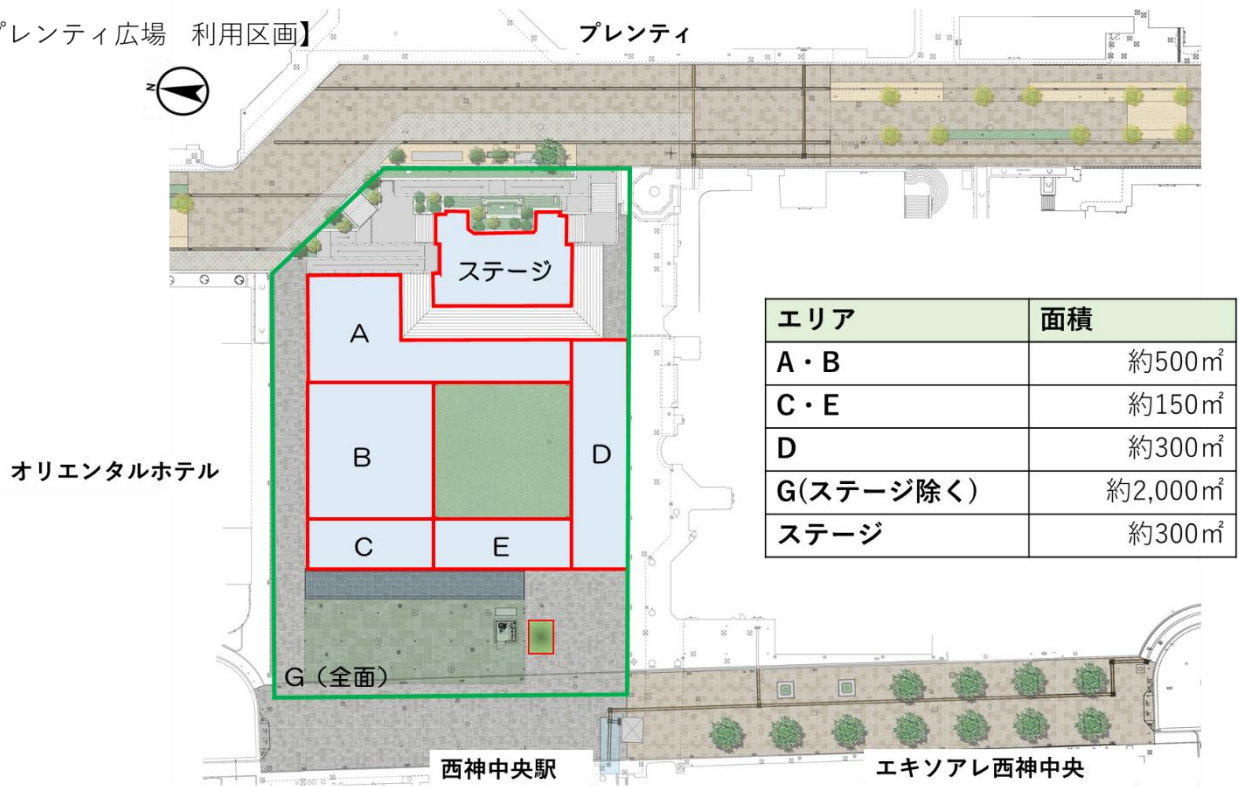 プレンティ広場　利用区画】
プレンティ
N
ステージ
A
B
D
C
E
G（全面）
オリエンタルホテル
西神中央駅
エキソアレ西神中央
エリア 面積
A・B 約500㎡
C・E 約150㎡
D 約300㎡
G(ステージ除く) 約2,000㎡
ステージ 約300㎡